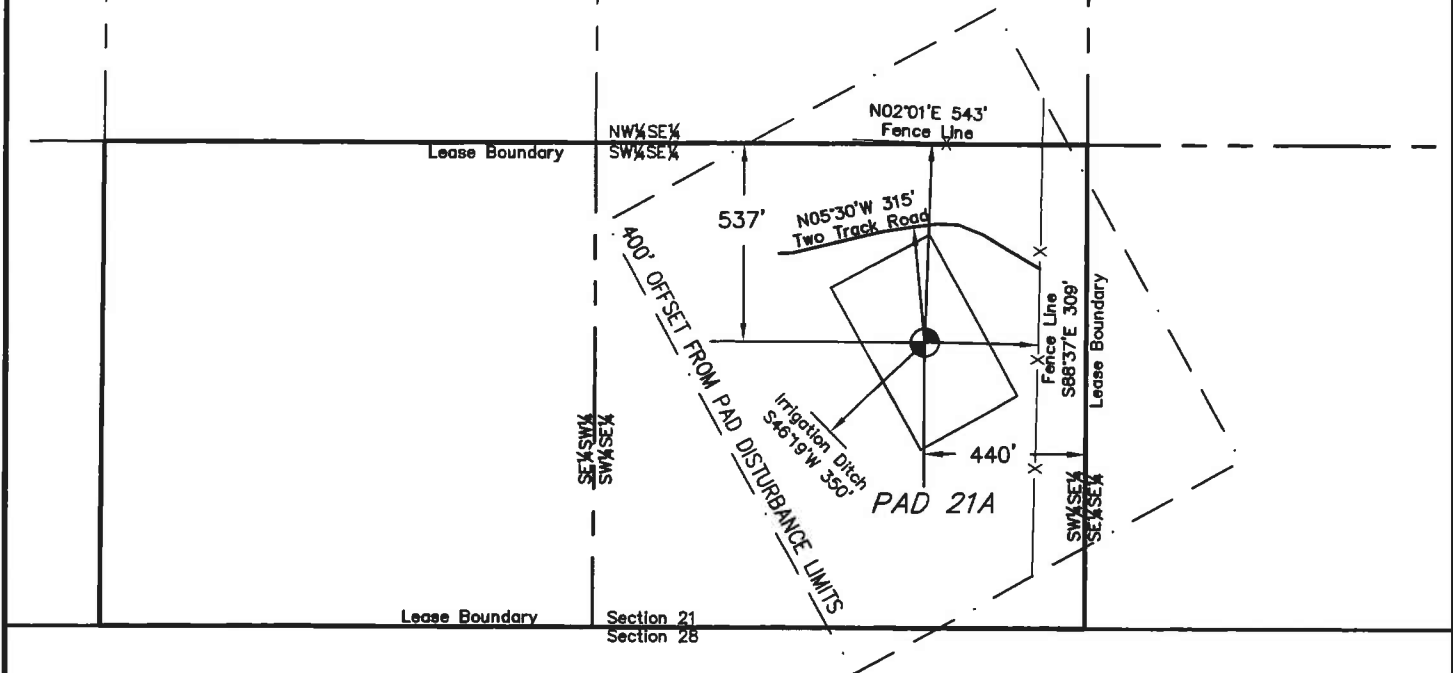 N02°01'E 543'
Fence Line
NW¼SE¼
SW¼SE¼
Lease Boundary
537'
N05°30'W 315'
Two Track Road
400' OFFSET FROM PAD DISTURBANCE LIMITS
Fence Line
S88°37'E 309'
Lease Boundary
Irrigation Ditch
S46°19'W 350'
SE¼SW¼
SW¼SE¼
440'
PAD 21A
SW¼SE¼
SE¼SE¼
Lease Boundary
Section 21
Section 28